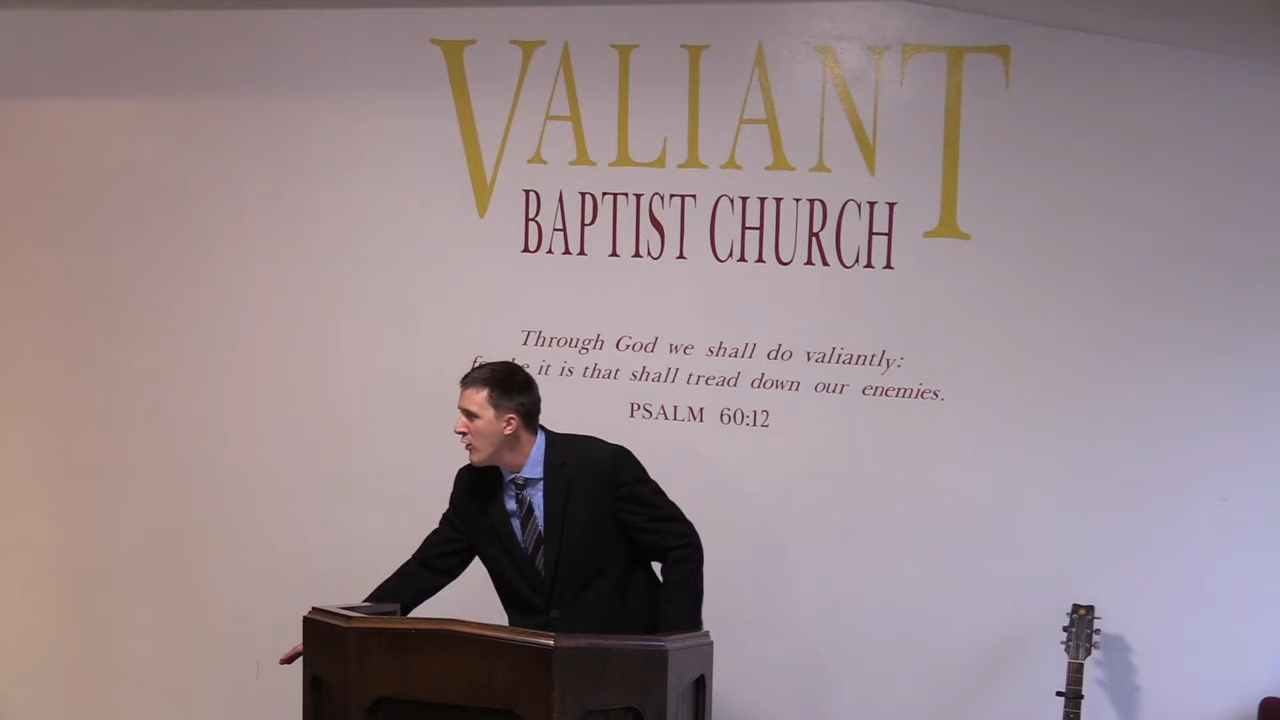 VALIANT
BAPTIST CHURCH
Through God we shall do valiantly:
it is that shall tread down our enemies.
PSALM 60:12